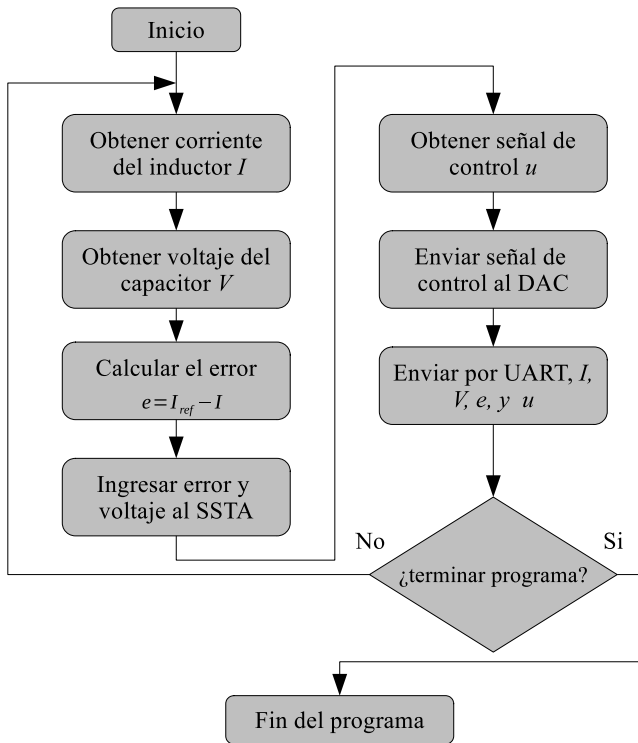 Inicio
Obtener corriente
del inductor I
Obtener voltaje del
capacitor V
Calcular el error
e=I_ref −I
Ingresar error y
voltaje al SSTA
Obtener señal de
control u
Enviar señal de
control al DAC
Enviar por UART, I,
V, e, y u
¿terminar programa?
No
Si
Fin del programa